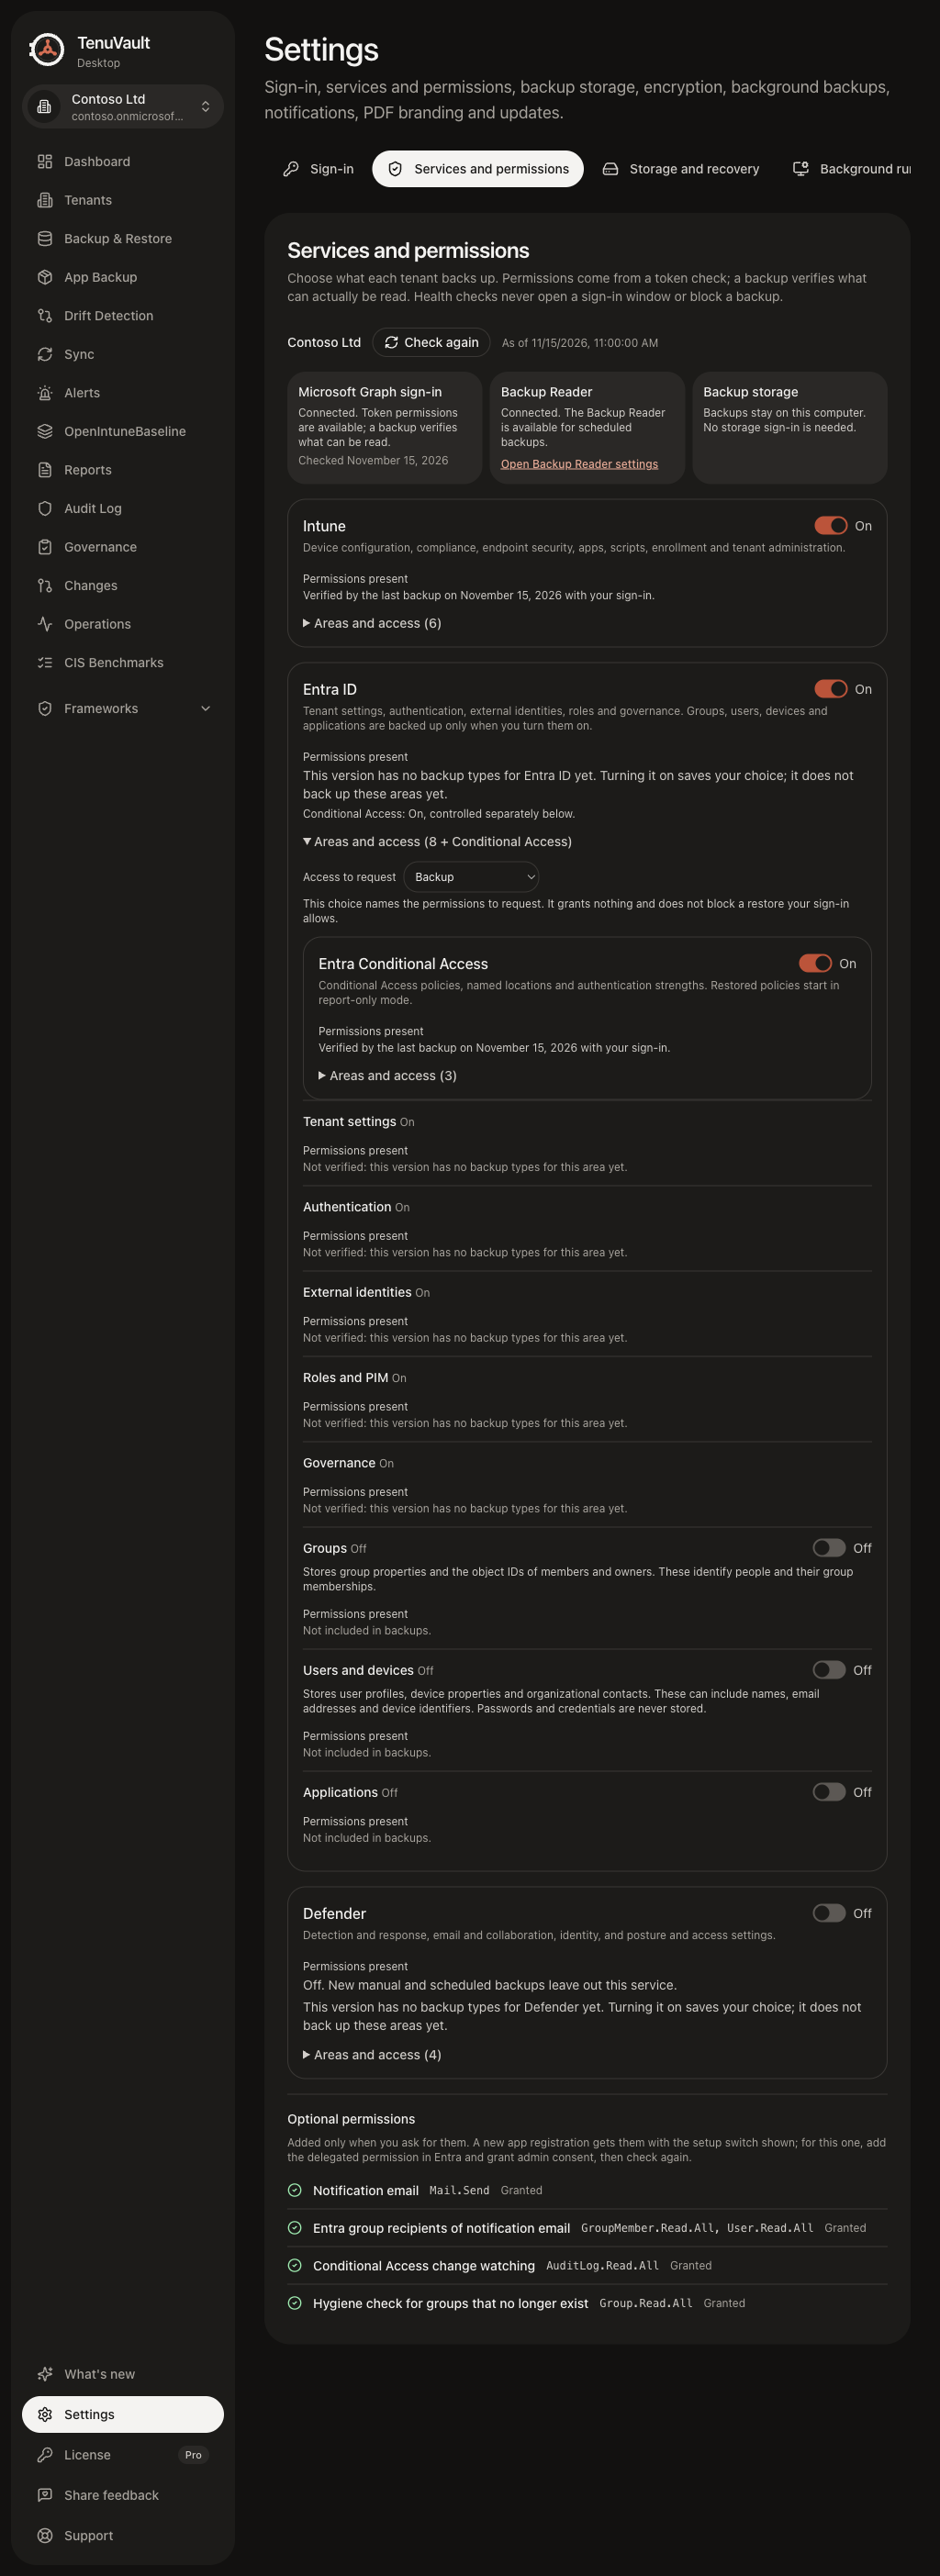 TenuVault
Desktop
Contoso Ltd
contoso.onmicrosof...
Dashboard
Tenants
Backup & Restore
App Backup
Drift Detection
Sync
Alerts
OpenIntuneBaseline
Reports
Audit Log
Governance
Changes
Operations
CIS Benchmarks
Frameworks
What's new
Settings
License
Pro
Share feedback
Support
Settings
Sign-in, services and permissions, backup storage, encryption, background backups,
notifications, PDF branding and updates.
Sign-in
Services and permissions
Storage and recovery
Background ru
Services and permissions
Choose what each tenant backs up. Permissions come from a token check; a backup verifies what
can actually be read. Health checks never open a sign-in window or block a backup.
Contoso Ltd
Check again
As of 11/15/2026, 11:00:00 AM
Microsoft Graph sign-in
Connected. Token permissions
are available; a backup verifies
what can be read.
Checked November 15, 2026
Backup Reader
Connected. The Backup Reader
is available for scheduled
backups.
Open Backup Reader settings
Backup storage
Backups stay on this computer.
No storage sign-in is needed.
Intune
On
Device configuration, compliance, endpoint security, apps, scripts, enrollment and tenant administration.
Permissions present
Verified by the last backup on November 15, 2026 with your sign-in.
Areas and access (6)
Entra ID
On
Tenant settings, authentication, external identities, roles and governance. Groups, users, devices and
applications are backed up only when you turn them on.
Permissions present
This version has no backup types for Entra ID yet. Turning it on saves your choice; it does not
back up these areas yet.
Conditional Access: On, controlled separately below.
Areas and access (8 + Conditional Access)
Access to request
Backup
This choice names the permissions to request. It grants nothing and does not block a restore your sign-in
allows.
Entra Conditional Access
On
Conditional Access policies, named locations and authentication strengths. Restored policies start in
report-only mode.
Permissions present
Verified by the last backup on November 15, 2026 with your sign-in.
Areas and access (3)
Tenant settings On
Permissions present
Not verified: this version has no backup types for this area yet.
Authentication On
Permissions present
Not verified: this version has no backup types for this area yet.
External identities On
Permissions present
Not verified: this version has no backup types for this area yet.
Roles and PIM On
Permissions present
Not verified: this version has no backup types for this area yet.
Governance On
Permissions present
Not verified: this version has no backup types for this area yet.
Groups Off
Off
Stores group properties and the object IDs of members and owners. These identify people and their group
memberships.
Permissions present
Not included in backups.
Users and devices Off
Off
Stores user profiles, device properties and organizational contacts. These can include names, email
addresses and device identifiers. Passwords and credentials are never stored.
Permissions present
Not included in backups.
Applications Off
Off
Permissions present
Not included in backups.
Defender
Off
Detection and response, email and collaboration, identity, and posture and access settings.
Permissions present
Off. New manual and scheduled backups leave out this service.
This version has no backup types for Defender yet. Turning it on saves your choice; it does not
back up these areas yet.
Areas and access (4)
Optional permissions
Added only when you ask for them. A new app registration gets them with the setup switch shown; for this one, add
the delegated permission in Entra and grant admin consent, then check again.
Notification email Mail.Send Granted
Entra group recipients of notification email GroupMember.Read.All, User.Read.All Granted
Conditional Access change watching AuditLog.Read.All Granted
Hygiene check for groups that no longer exist Group.Read.All Granted